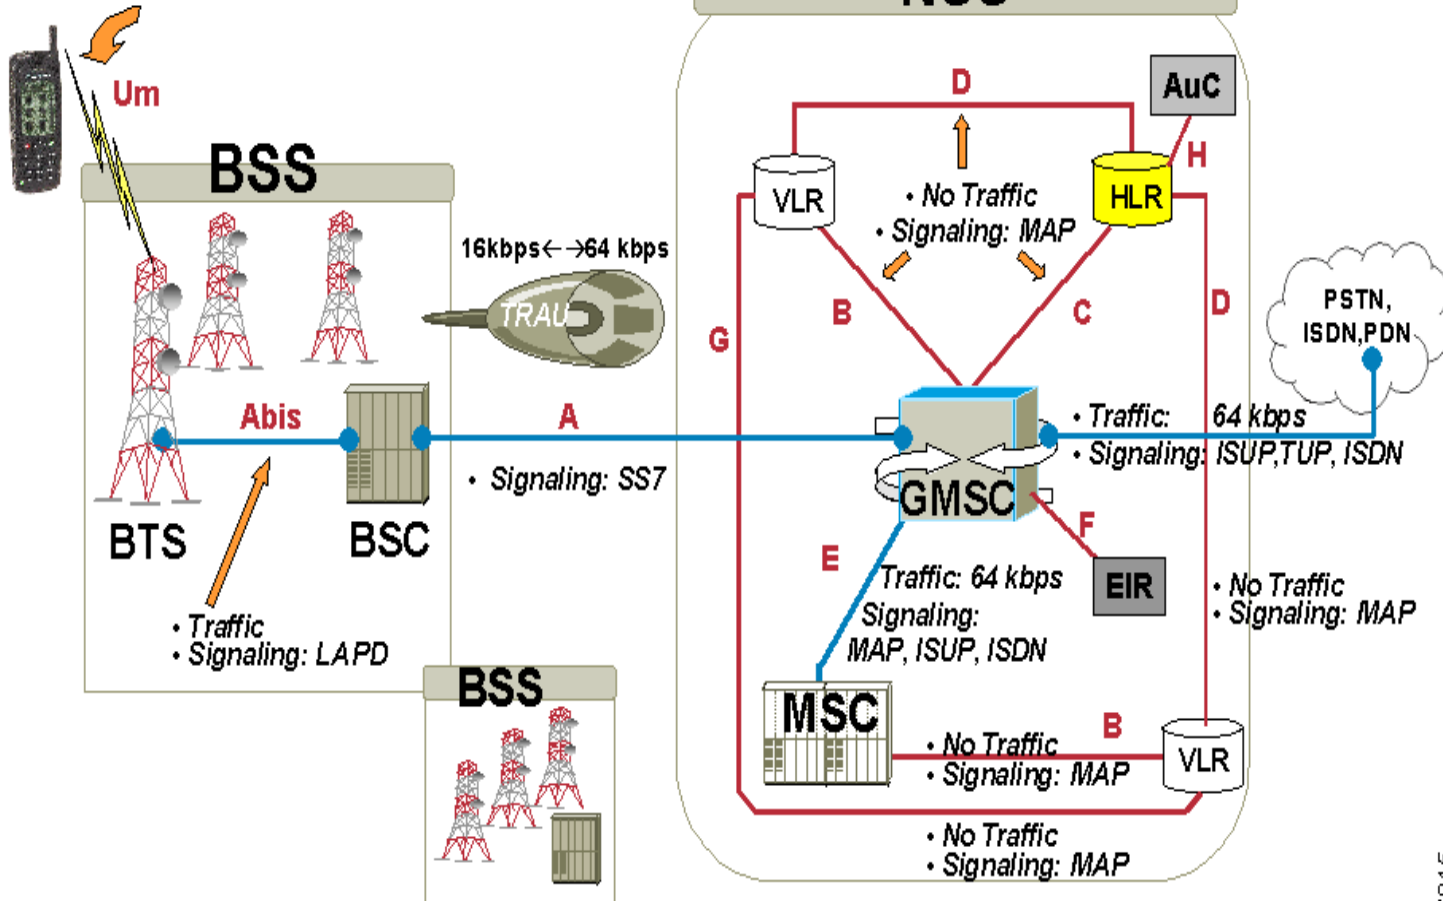 NSS
Um
D
AuC
H
BSS
VLR
HLR
• No Traffic
• Signaling: MAP
16kbps←→64 kbps
TRAU
B
C
D
G
PSTN,
ISDN,PDN
Abis
A
• Traffic: 64 kbps
• Signaling: ISUP,TUP, ISDN
• Signaling: SS7
GMSC
BTS
BSC
F
E
Traffic: 64 kbps
EIR
• No Traffic
• Signaling: MAP
Signaling:
MAP, ISUP, ISDN
• Traffic
• Signaling: LAPD
BSS
MSC
B
• No Traffic
• Signaling: MAP
VLR
• No Traffic
• Signaling: MAP